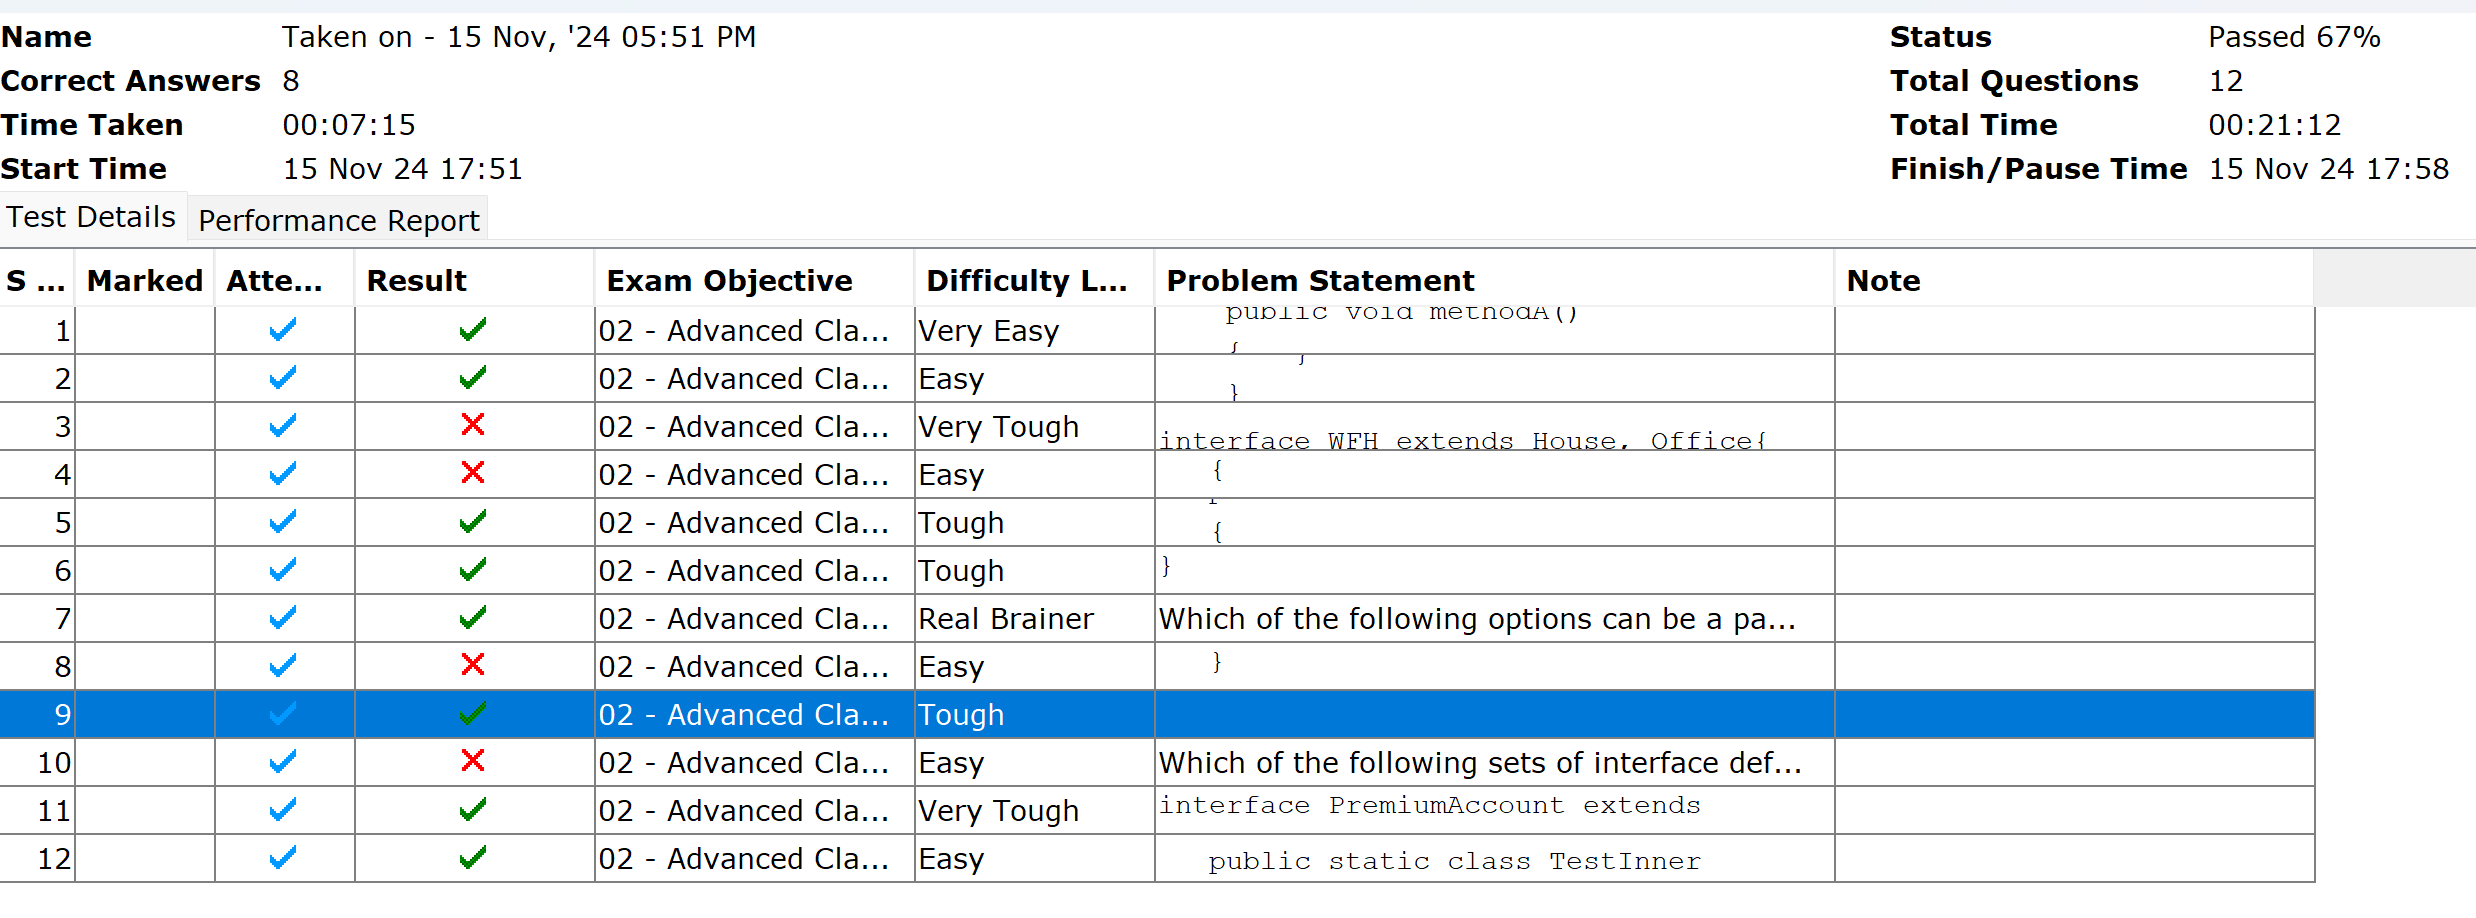 Name Taken on - 15 Nov, '24 05:51 PM Status Passed 67%
Correct Answers 8 Total Questions 12
Time Taken 00:07:15 Total Time 00:21:12
Start Time 15 Nov 24 17:51 Finish/Pause Time 15 Nov 24 17:58
Test Details Performance Report
S ... Marked Atte... Result Exam Objective Difficulty L... Problem Statement Note
1 02 - Advanced Cla... Very Easy public void methodA()
{
2 02 - Advanced Cla... Easy }
}
3 02 - Advanced Cla... Very Tough interface WFH extends House, Office{
4 02 - Advanced Cla... Easy {
5 02 - Advanced Cla... Tough {
6 02 - Advanced Cla... Tough }
7 02 - Advanced Cla... Real Brainer Which of the following options can be a pa...
8 02 - Advanced Cla... Easy }
9 02 - Advanced Cla... Tough
10 02 - Advanced Cla... Easy Which of the following sets of interface def...
11 02 - Advanced Cla... Very Tough interface PremiumAccount extends
12 02 - Advanced Cla... Easy public static class TestInner